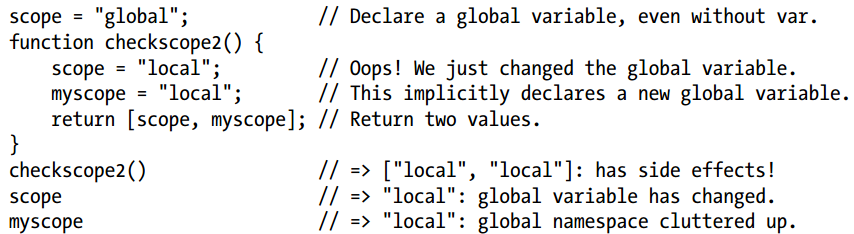 scope = "global";             // Declare a global variable, even without var.
function checkscope2() {
    scope = "local";          // Oops! We just changed the global variable.
    myscope = "local";        // This implicitly declares a new global variable.
    return [scope, myscope]; // Return two values.
}
checkscope2()                 // => ["local", "local"]: has side effects!
scope                         // => "local": global variable has changed.
myscope                       // => "local": global namespace cluttered up.